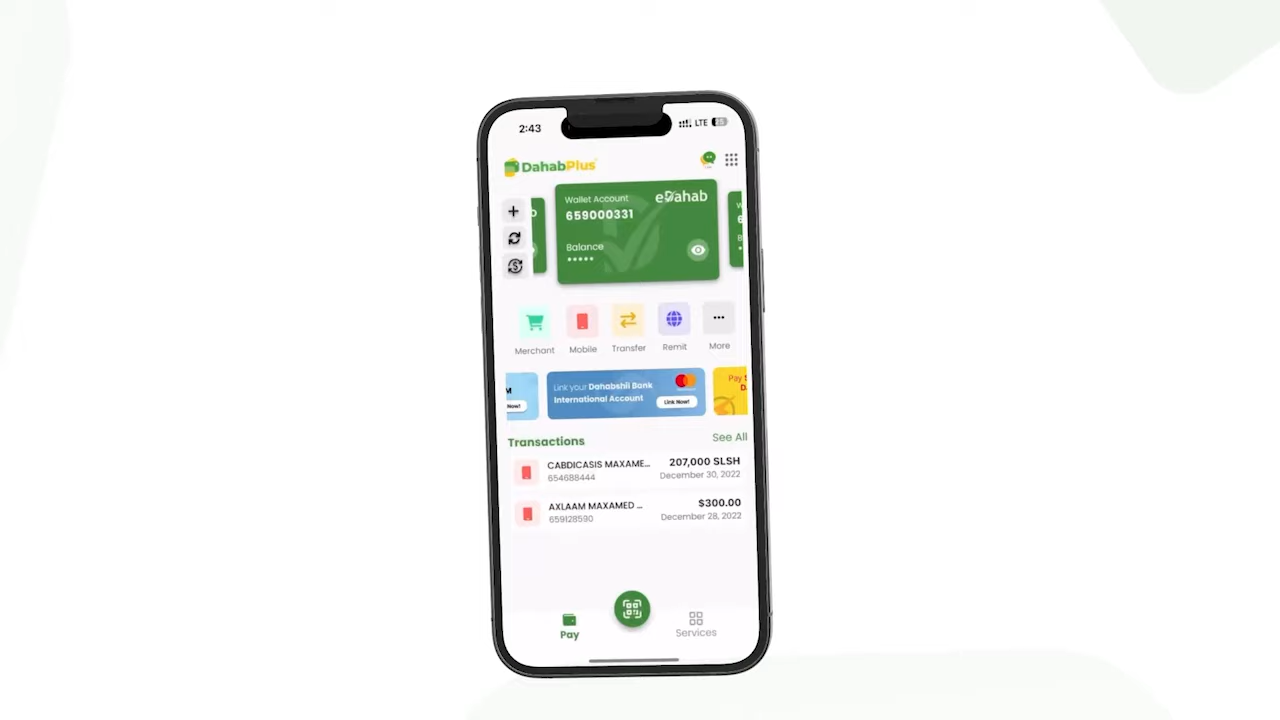 2:43
LTE
DahabPlus
Wallet Account
eDahab
659000331
Balance
*****
Merchant
Mobile
Transfer
Remit
More
Now!
Link your Dahabshil Bank
International Account
Link Now!
Pay
Transactions
See All
CABDICASIS MAXAME...
207,000 SLSH
654688444
December 30, 2022
AXLAAM MAXAMED ...
$300.00
659128590
December 28, 2022
Pay
Services